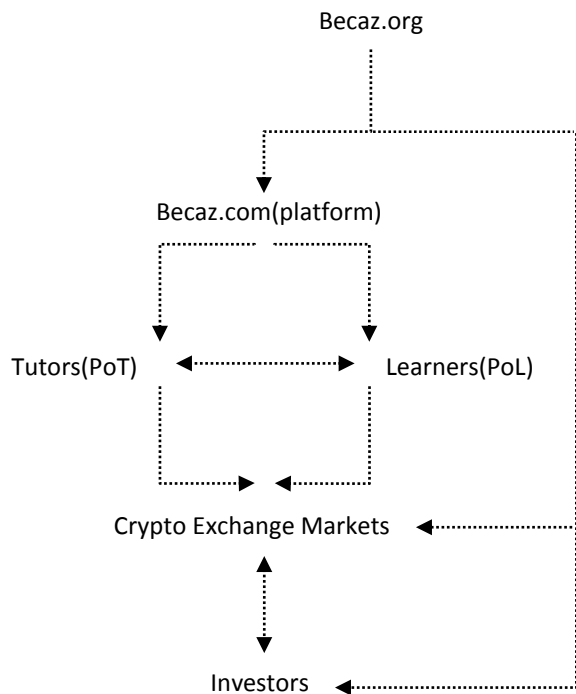 Becaz.org
Becaz.com(platform)
Tutors(PoT)
Learners(PoL)
Crypto Exchange Markets
Investors